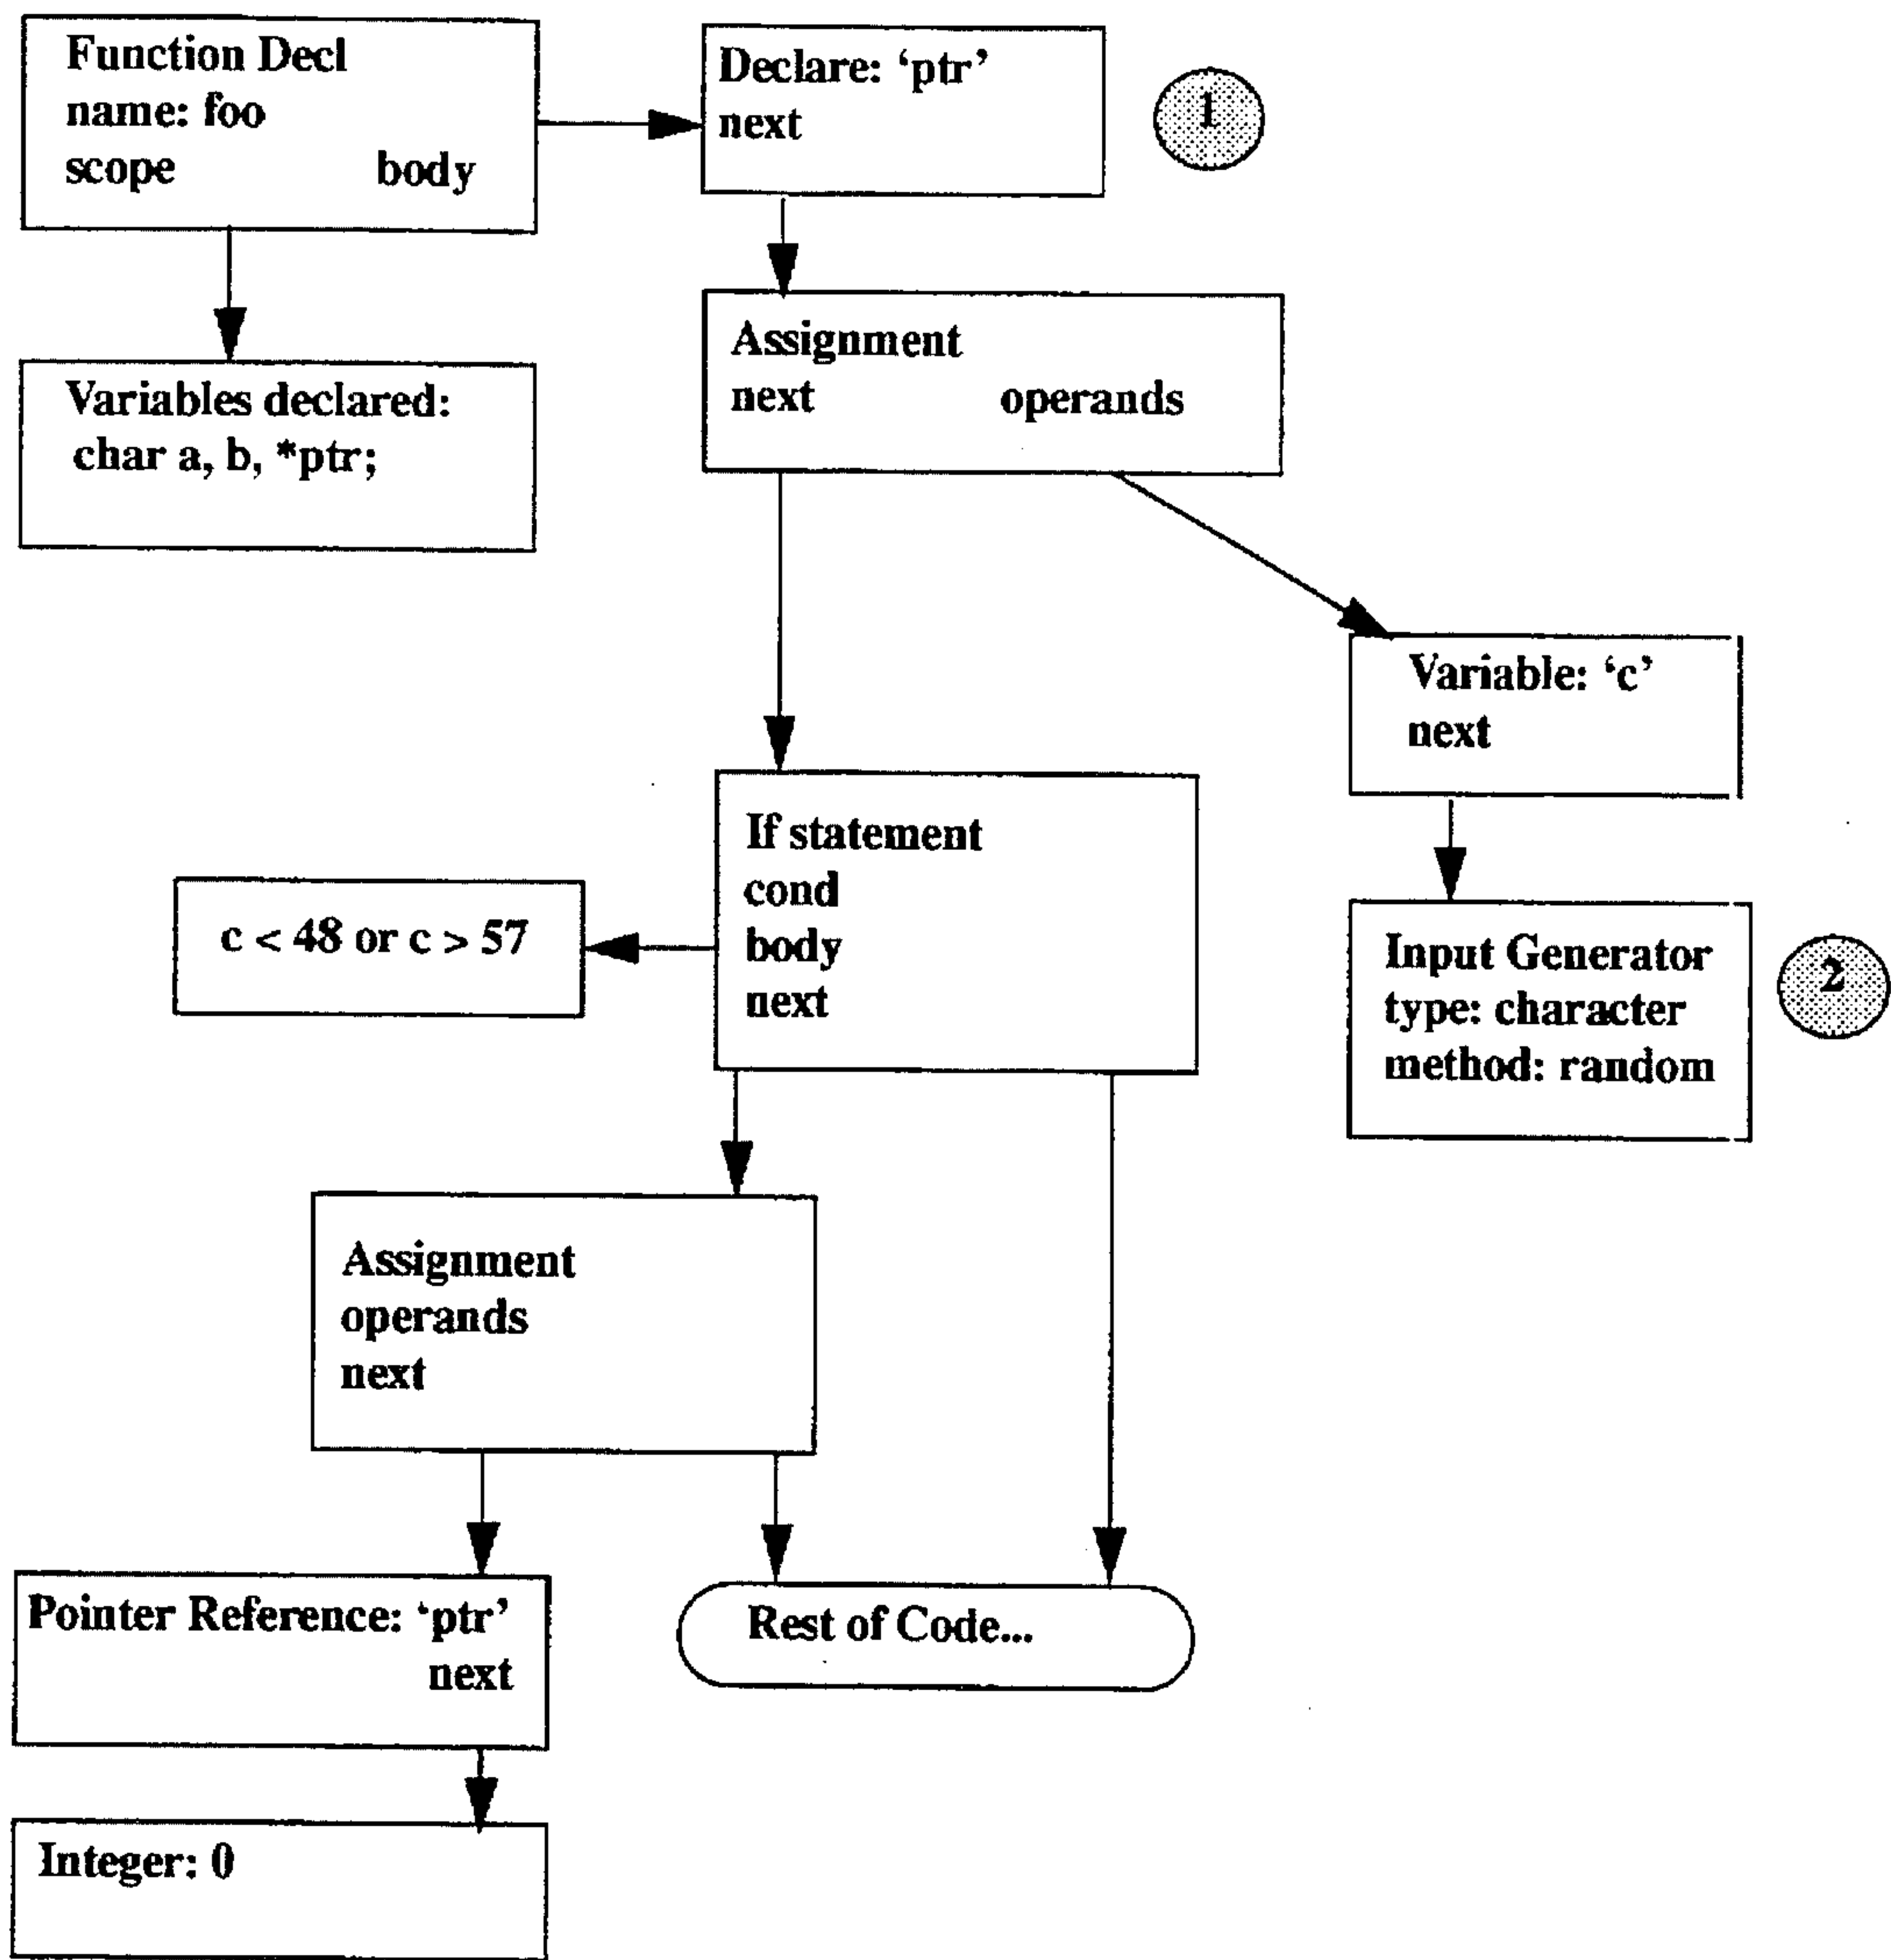 Function Decl
name: foo
scope body
Declare: ‘ptr’
next
1
Variables declared:
char a, b, *ptr;
Assignment
next operands
Variable: ‘c’
next
If statement
cond
body
next
c < 48 or c > 57
Input Generator
type: character
method: random
2
Assignment
operands
next
Pointer Reference: ‘ptr’
next
Rest of Code...
Integer: 0